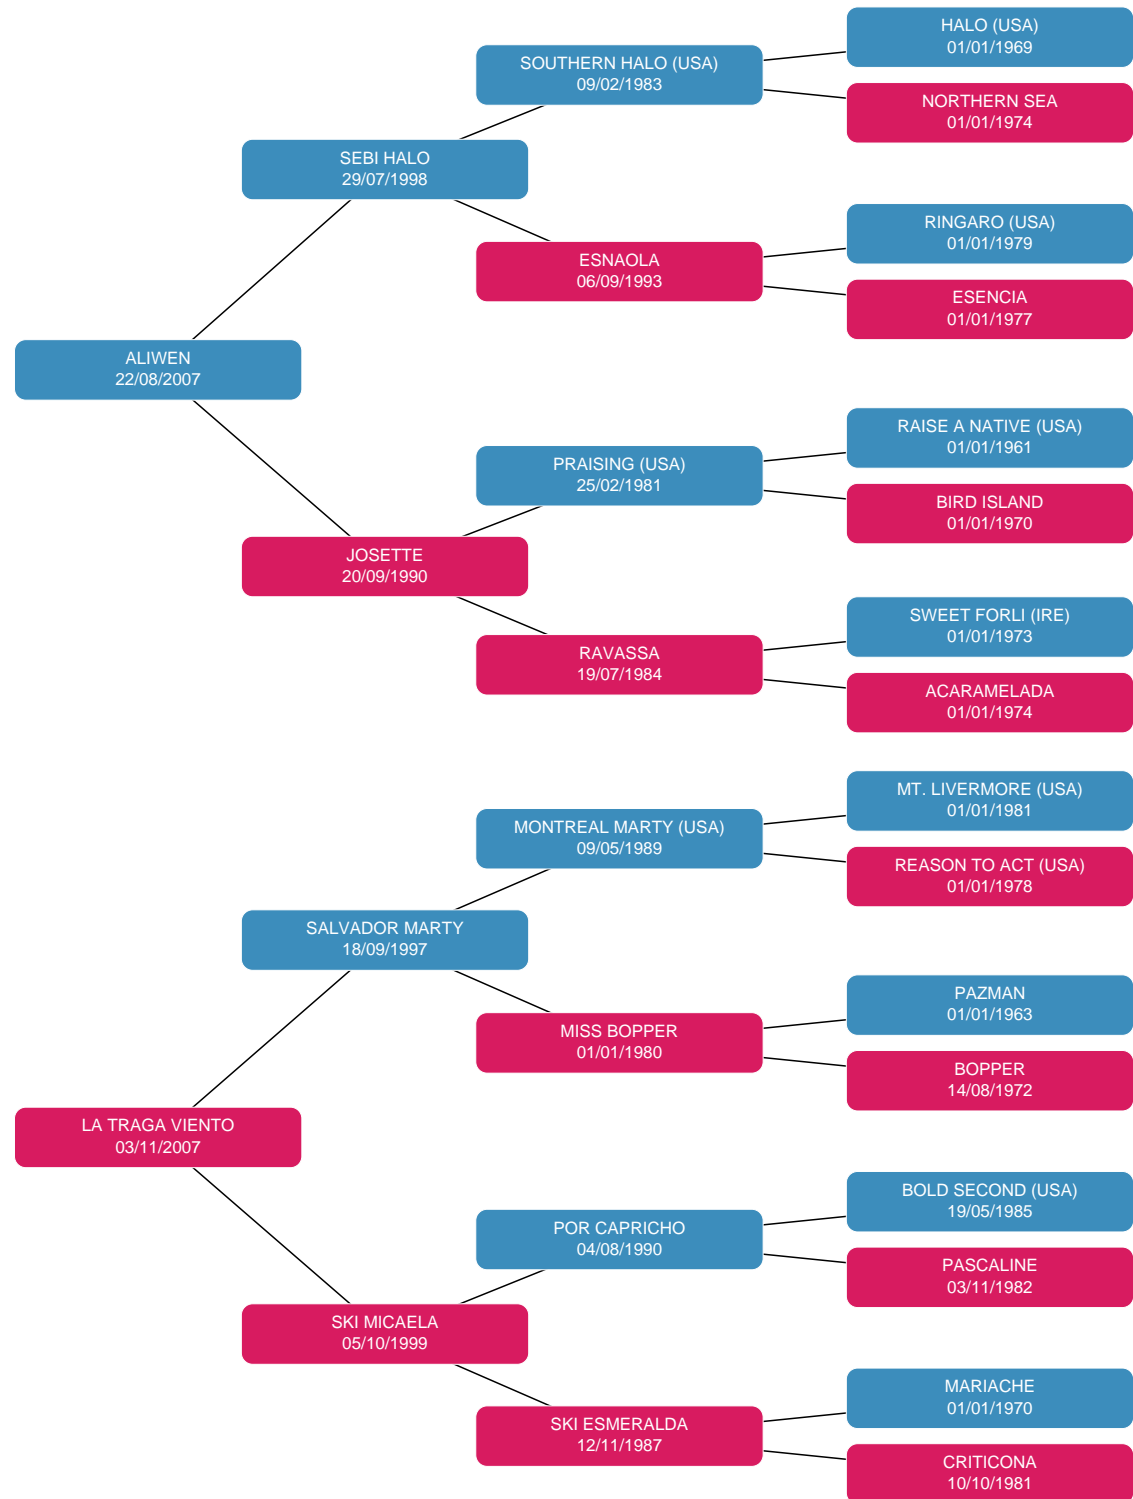 HALO (USA)
01/01/1969
SOUTHERN HALO (USA)
09/02/1983
NORTHERN SEA
01/01/1974
SEBI HALO
29/07/1998
RINGARO (USA)
01/01/1979
ESNAOLA
06/09/1993
ESENCIA
01/01/1977
ALIWEN
22/08/2007
RAISE A NATIVE (USA)
01/01/1961
PRAISING (USA)
25/02/1981
BIRD ISLAND
01/01/1970
JOSETTE
20/09/1990
SWEET FORLI (IRE)
01/01/1973
RAVASSA
19/07/1984
ACARAMELADA
01/01/1974
MT. LIVERMORE (USA)
01/01/1981
MONTREAL MARTY (USA)
09/05/1989
REASON TO ACT (USA)
01/01/1978
SALVADOR MARTY
18/09/1997
PAZMAN
01/01/1963
MISS BOPPER
01/01/1980
BOPPER
14/08/1972
LA TRAGA VIENTO
03/11/2007
BOLD SECOND (USA)
19/05/1985
POR CAPRICHO
04/08/1990
PASCALINE
03/11/1982
SKI MICAELA
05/10/1999
MARIACHE
01/01/1970
SKI ESMERALDA
12/11/1987
CRITICONA
10/10/1981